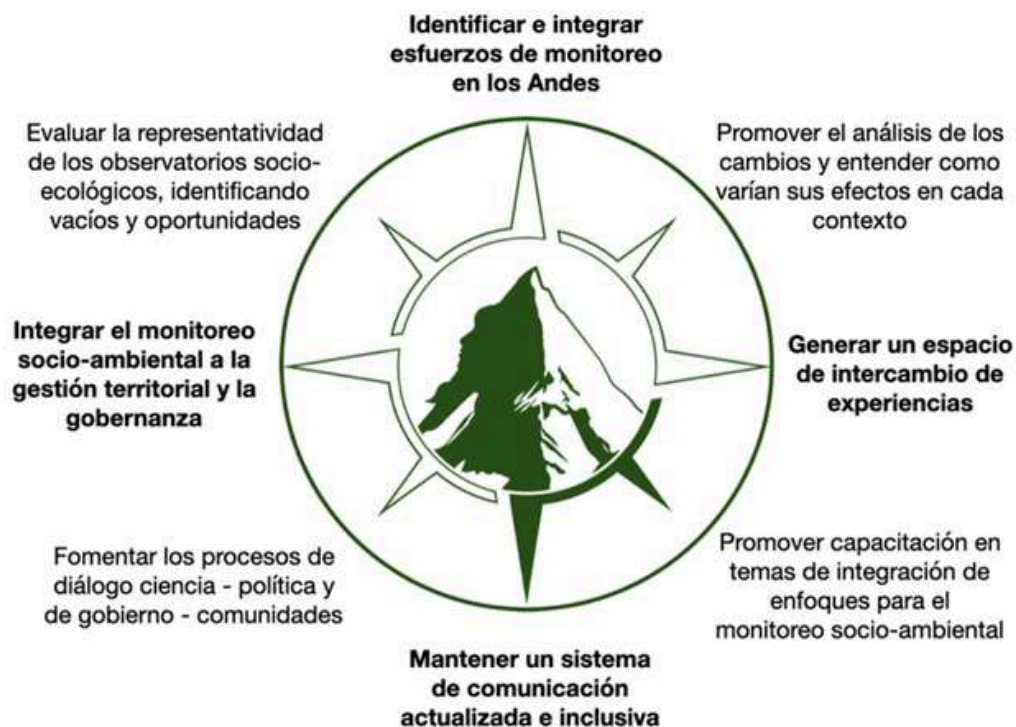 Identificar e integrar
esfuerzos de monitoreo
en los Andes
Evaluar la representatividad
de los observatorios socio-
ecológicos, identificando
vacíos y oportunidades
Promover el análisis de los
cambios y entender como
varían sus efectos en cada
contexto
Integrar el monitoreo
socio-ambiental a la
gestión territorial y la
gobernanza
Generar un espacio
de intercambio de
experiencias
Fomentar los procesos de
diálogo ciencia - política y
de gobierno - comunidades
Promover capacitación en
temas de integración de
enfoques para el
monitoreo socio-ambiental
Mantener un sistema
de comunicación
actualizada e inclusiva